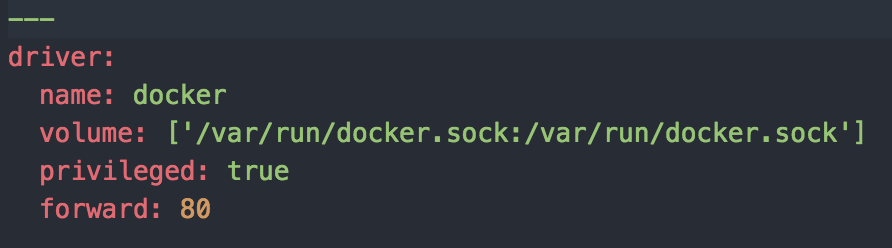 ---
driver:
  name: docker
  volume: ['/var/run/docker.sock:/var/run/docker.sock']
  privileged: true
  forward: 80